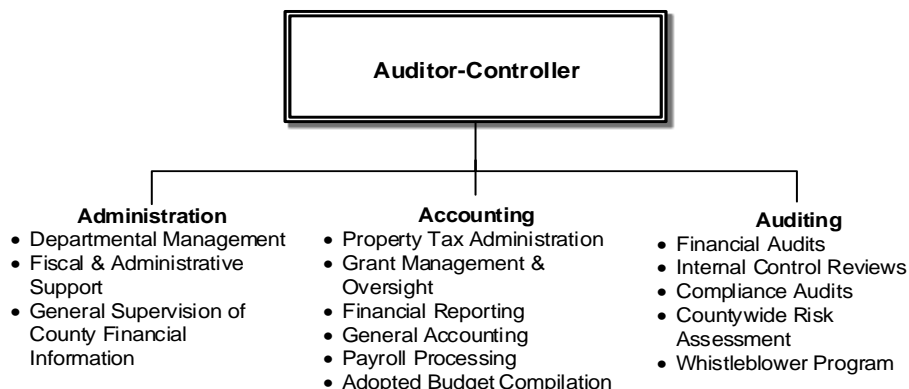 Auditor-Controller
Administration
• Departmental Management
• Fiscal & Administrative
Support
• General Supervision of
County Financial
Information
Accounting
• Property Tax Administration
• Grant Management &
Oversight
• Financial Reporting
• General Accounting
• Payroll Processing
• Adopted Budget Compilation
Auditing
• Financial Audits
• Internal Control Reviews
• Compliance Audits
• Countywide Risk
Assessment
• Whistleblower Program